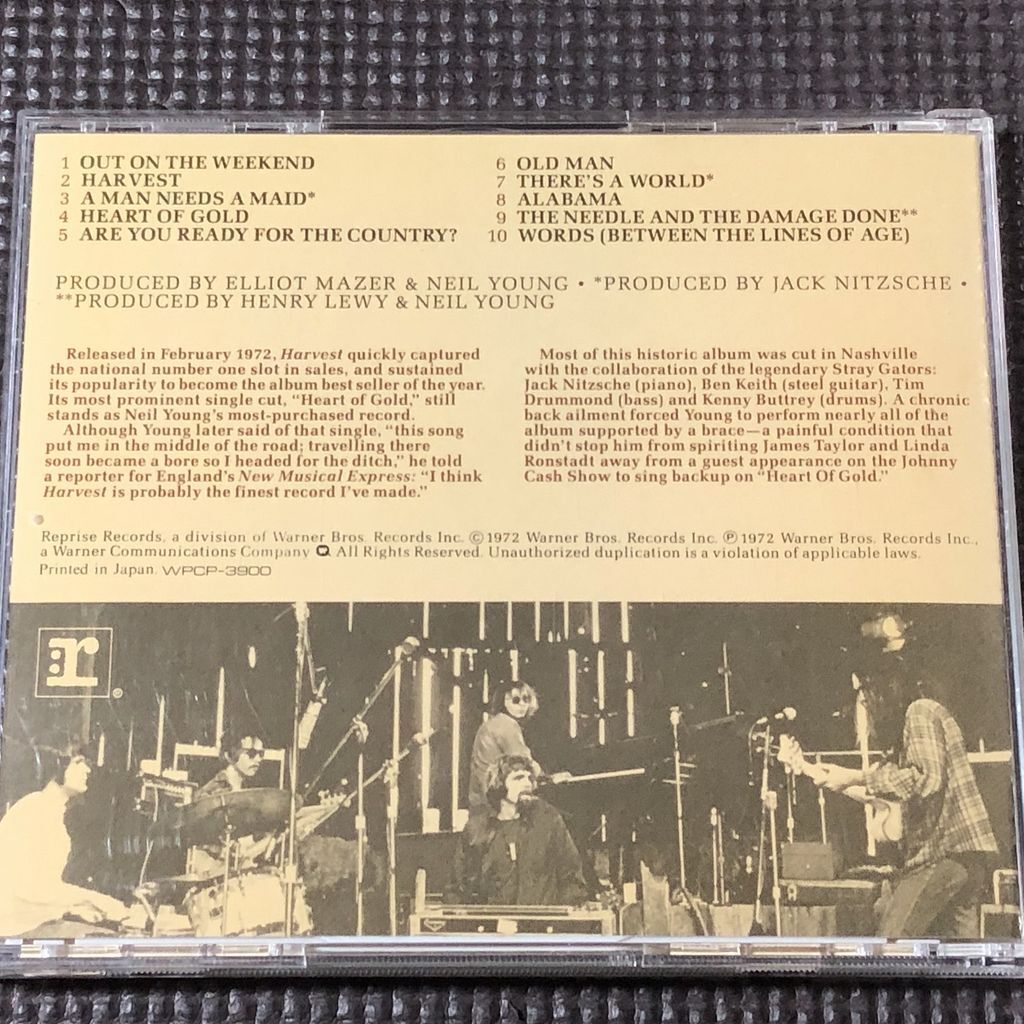 1 OUT ON THE WEEKEND
2 HARVEST
3 A MAN NEEDS A MAID*
4 HEART OF GOLD
5 ARE YOU READY FOR THE COUNTRY?
6 OLD MAN
7 THERE'S A WORLD*
8 ALABAMA
9 THE NEEDLE AND THE DAMAGE DONE**
10 WORDS (BETWEEN THE LINES OF AGE)
PRODUCED BY ELLIOT MAZER & NEIL YOUNG • *PRODUCED BY JACK NITZSCHE •
**PRODUCED BY HENRY LEWY & NEIL YOUNG
Released in February 1972, Harvest quickly captured
the national number one slot in sales, and sustained
its popularity to become the album best seller of the year.
Its most prominent single cut, "Heart of Gold," still
stands as Neil Young's most-purchased record.
Although Young later said of that single, "this song
put me in the middle of the road; travelling there
soon became a bore so I headed for the ditch," he told
a reporter for England's New Musical Express: "I think
Harvest is probably the finest record I've made."
Most of this historic album was cut in Nashville
with the collaboration of the legendary Stray Gators:
Jack Nitzsche (piano), Ben Keith (steel guitar), Tim
Drummond (bass) and Kenny Buttrey (drums). A chronic
back ailment forced Young to perform nearly all of the
album supported by a brace—a painful condition that
didn't stop him from spiriting James Taylor and Linda
Ronstadt away from a guest appearance on the Johnny
Cash Show to sing backup on "Heart Of Gold."
Reprise Records, a division of Warner Bros. Records Inc. ©1972 Warner Bros. Records Inc. ℗1972 Warner Bros. Records Inc.,
a Warner Communications Company. All Rights Reserved. Unauthorized duplication is a violation of applicable laws.
Printed in Japan. WPCP-3900
:r ®